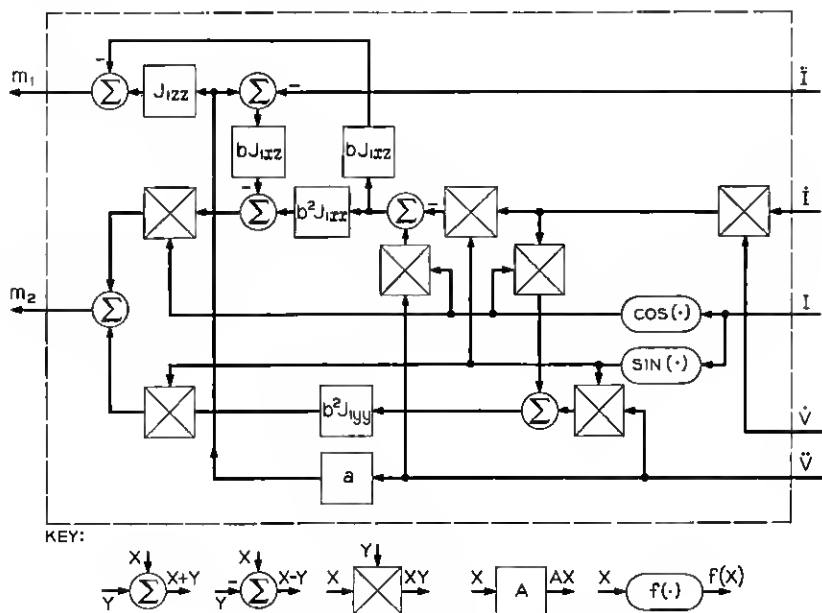 m₁
−
Σ
J₁zz
Σ
−
Ï
bJ₁xz
bJ₁xz
−
Σ
b²J₁xx
Σ
−
İ
m₂
Σ
COS(·)
I
SIN(·)
b²J₁yy
Σ
V̇
a
V̈
KEY:
X
Σ
X+Y
Y
X
−
Σ
X−Y
Y
Y
X
XY
X
A
AX
X
f(·)
f(X)